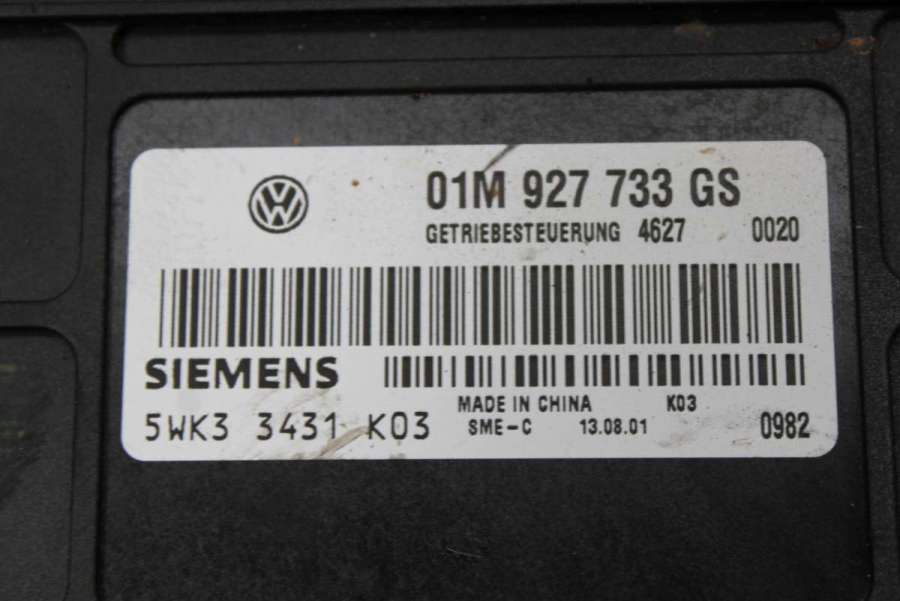 01M 927 733 GS
GETRIEBESTEUERUNG 4627 0020
SIEMENS
MADE IN CHINA K03
5WK3 3431 K03 SME-C 13.08.01 0982